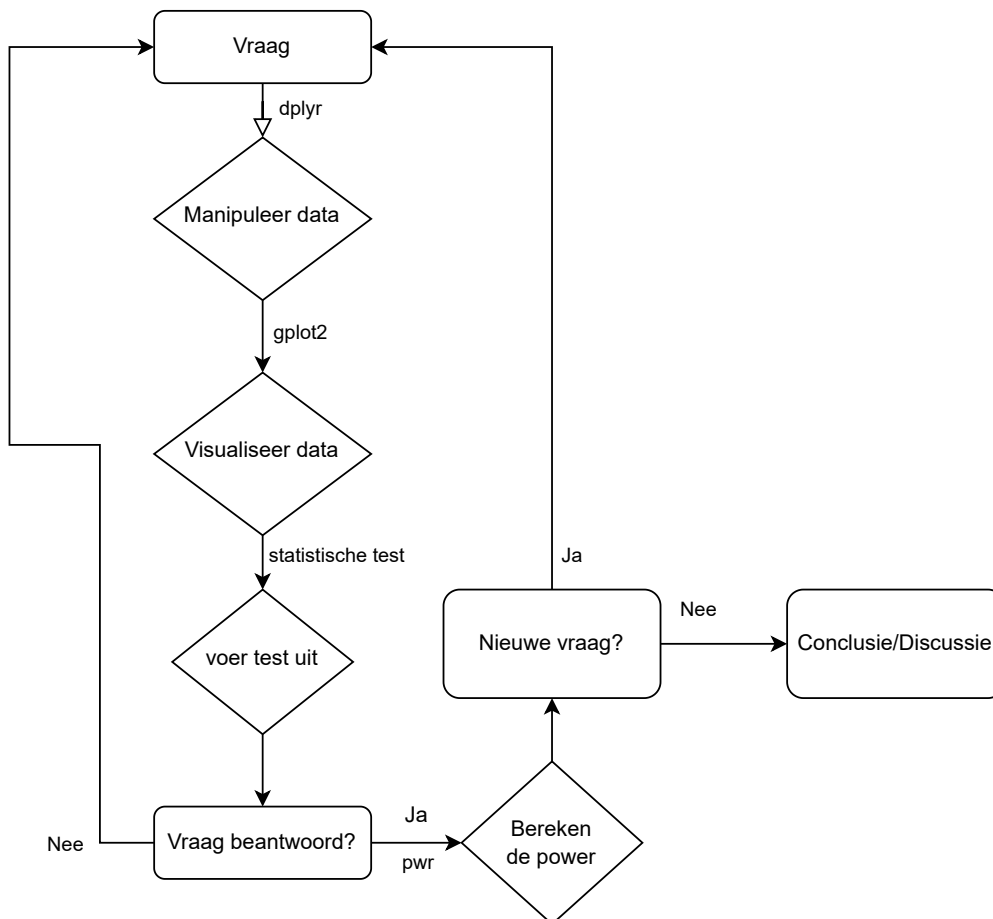 Vraag
dplyr
Manipuleer data
gplot2
Visualiseer data
statistische test
voer test uit
Vraag beantwoord?
Nee
Ja
pwr
Bereken
de power
Nieuwe vraag?
Ja
Nee
Conclusie/Discussie